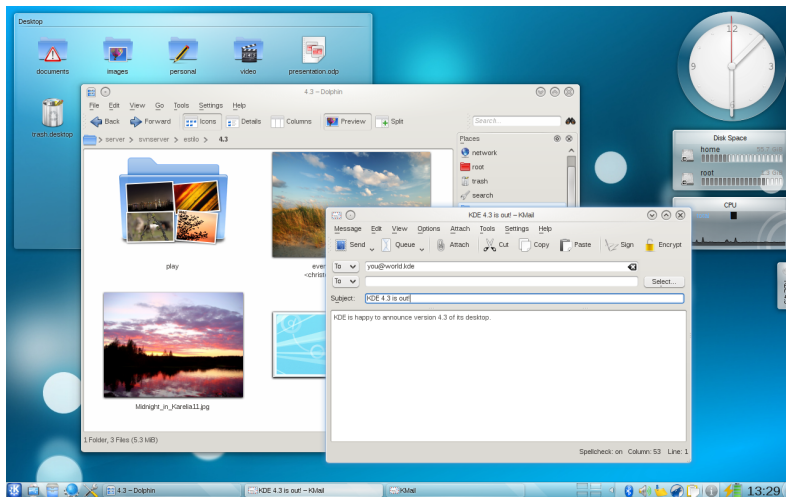 Desktop
documents images personal video presentation.odp
trash.desktop
12
3
6
9
Disk Space
home
root
CPU
4.3 – Dolphin
File Edit View Go Tools Settings Help
Back Forward Icons Details Columns Preview Split Search...
server > svnserver > estilo > 4.3
Places
network
root
trash
search
play
Midnight_in_Karelia11.jpg
1 Folder, 3 Files (5.3 MiB)
KDE 4.3 is out! – KMail
Message Edit View Options Attach Tools Settings Help
Send Queue Attach Cut Copy Paste Sign Encrypt
To you@world.kde
To Select...
Subject: KDE 4.3 is out!
KDE is happy to announce version 4.3 of its desktop.
Spellcheck: on Column: 53 Line: 1
4.3 – Dolphin KDE 4.3 is out! – KMail KMail 13:29